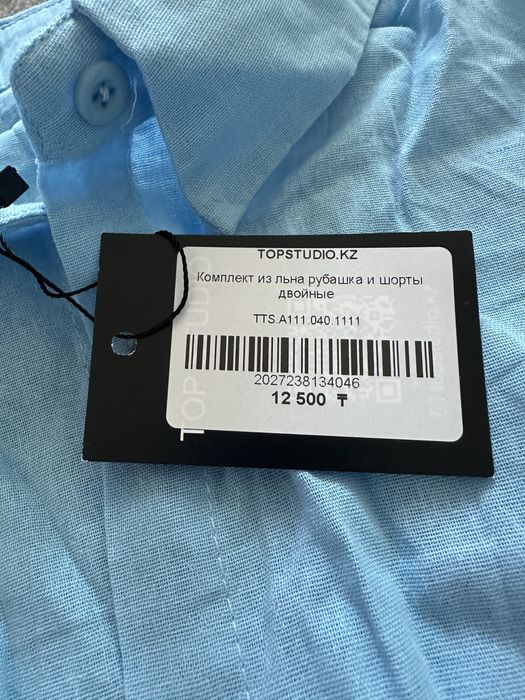 TOPSTUDIO.KZ
Комплект из льна рубашка и шорты
двойные
TTS.A111.040.1111
2027238134046
12 500 ₸